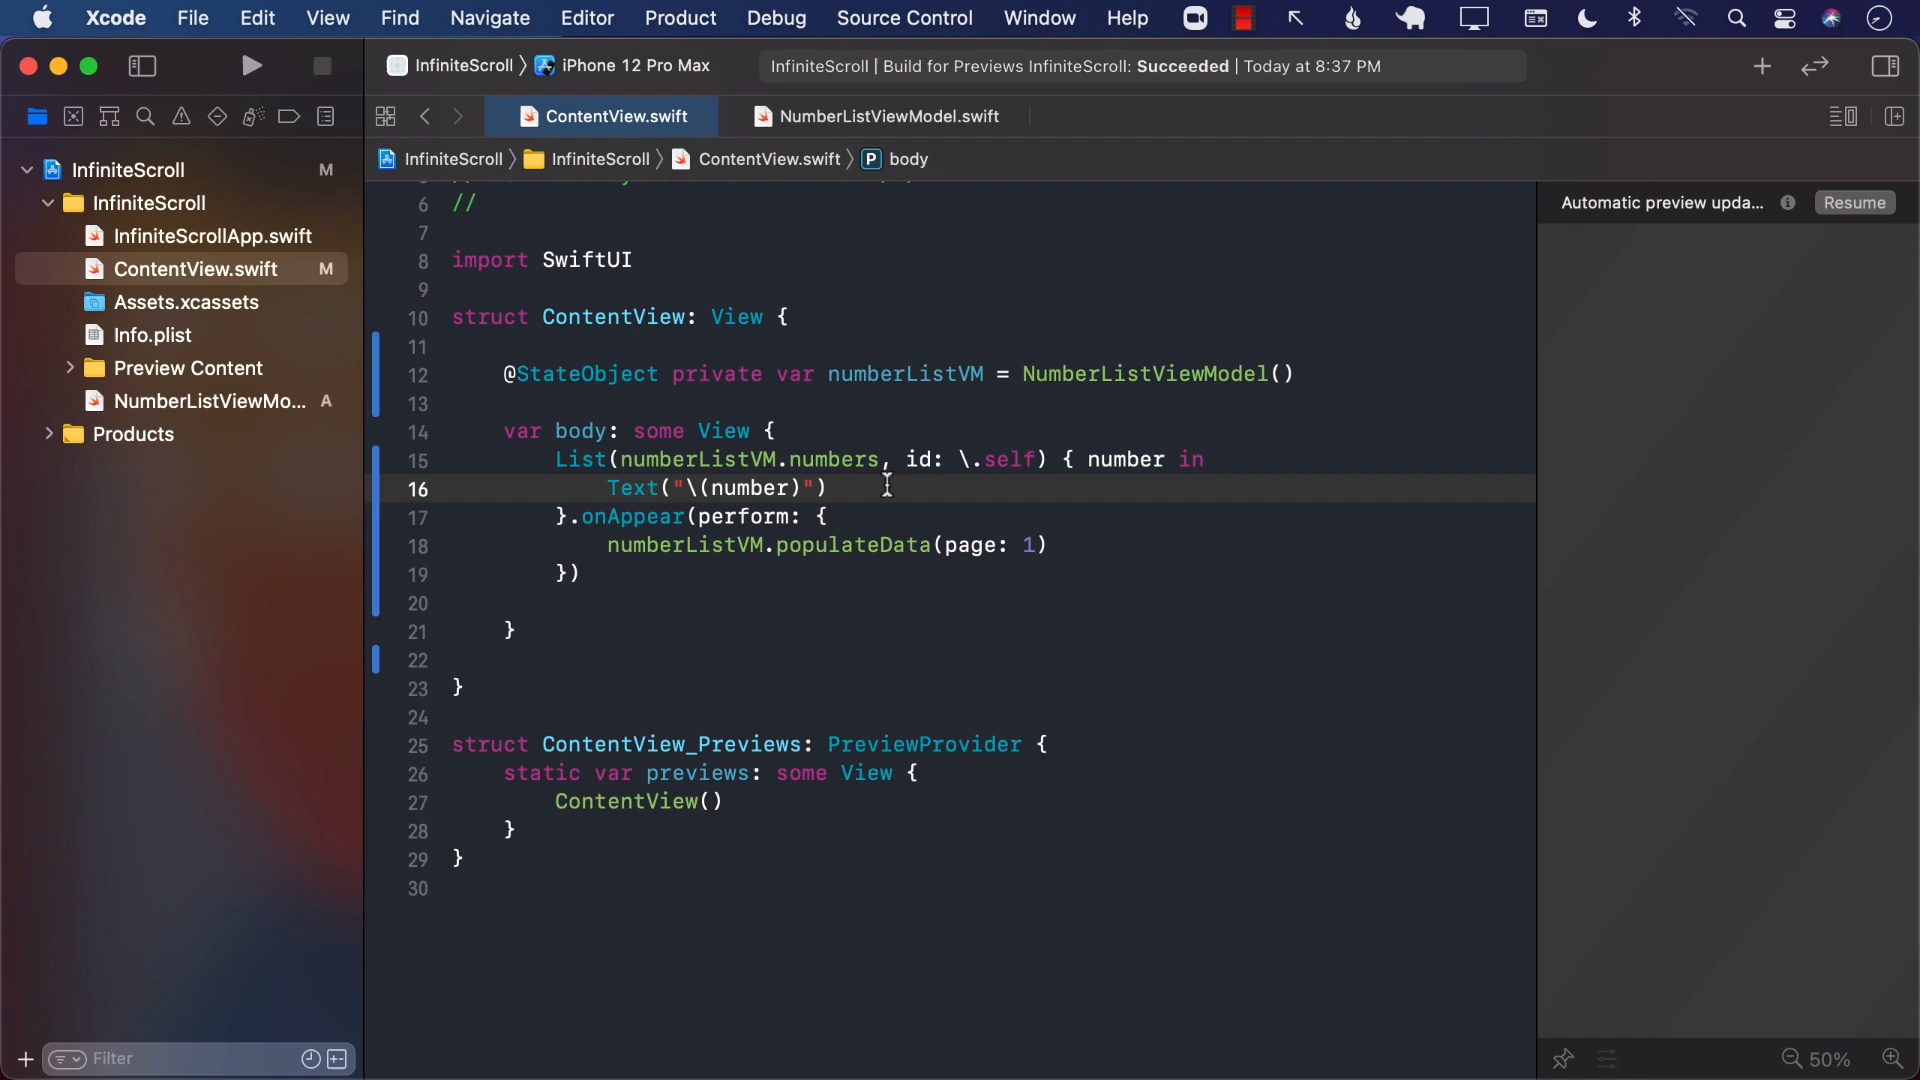 Xcode File Edit View Find Navigate Editor Product Debug Source Control Window Help
InfiniteScroll 〉 iPhone 12 Pro Max
InfiniteScroll | Build for Previews InfiniteScroll: Succeeded | Today at 8:37 PM
ContentView.swift
NumberListViewModel.swift
InfiniteScroll 〉 InfiniteScroll 〉 ContentView.swift 〉 P body
InfiniteScroll M
InfiniteScroll
InfiniteScrollApp.swift
ContentView.swift M
Assets.xcassets
Info.plist
Preview Content
NumberListViewMo... A
Products
Filter
6 //
7
8 import SwiftUI
9
10 struct ContentView: View {
11
12 @StateObject private var numberListVM = NumberListViewModel()
13
14 var body: some View {
15 List(numberListVM.numbers, id: \.self) { number in
16 Text("\(number)")
17 }.onAppear(perform: {
18 numberListVM.populateData(page: 1)
19 })
20
21 }
22
23 }
24
25 struct ContentView_Previews: PreviewProvider {
26 static var previews: some View {
27 ContentView()
28 }
29 }
30
Automatic preview upda... Resume
50%